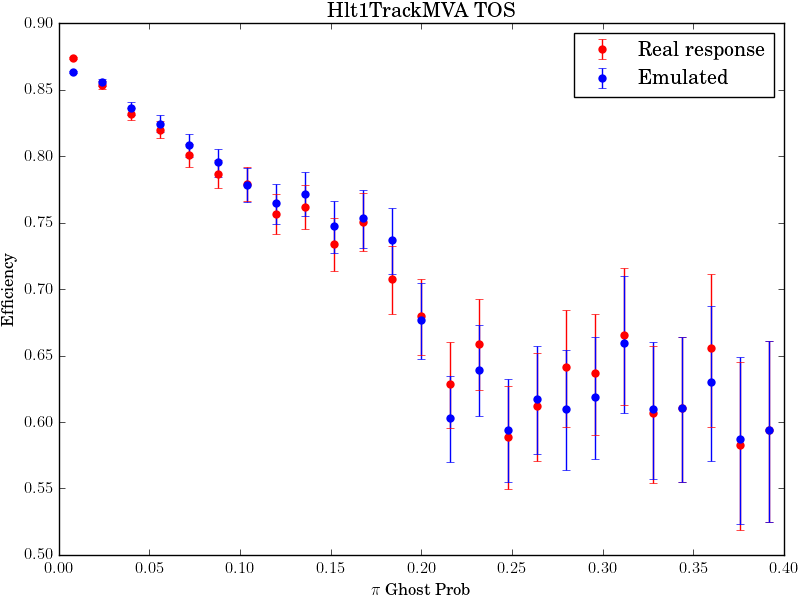 Hlt1TrackMVA TOS
Real response
Emulated
Efficiency
0.90
0.85
0.80
0.75
0.70
0.65
0.60
0.55
0.50
0.00 0.05 0.10 0.15 0.20 0.25 0.30 0.35 0.40
π Ghost Prob